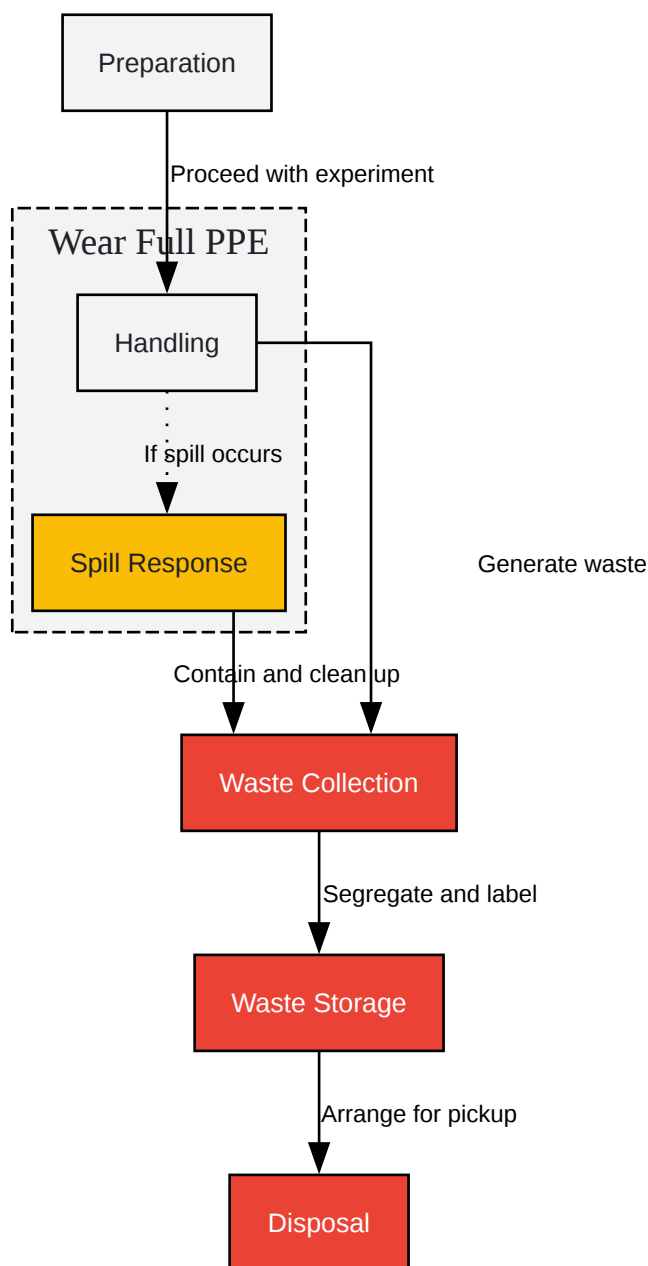 Preparation
Proceed with experiment
Wear Full PPE
Handling
If spill occurs
Spill Response
Generate waste
Contain and clean up
Waste Collection
Segregate and label
Waste Storage
Arrange for pickup
Disposal